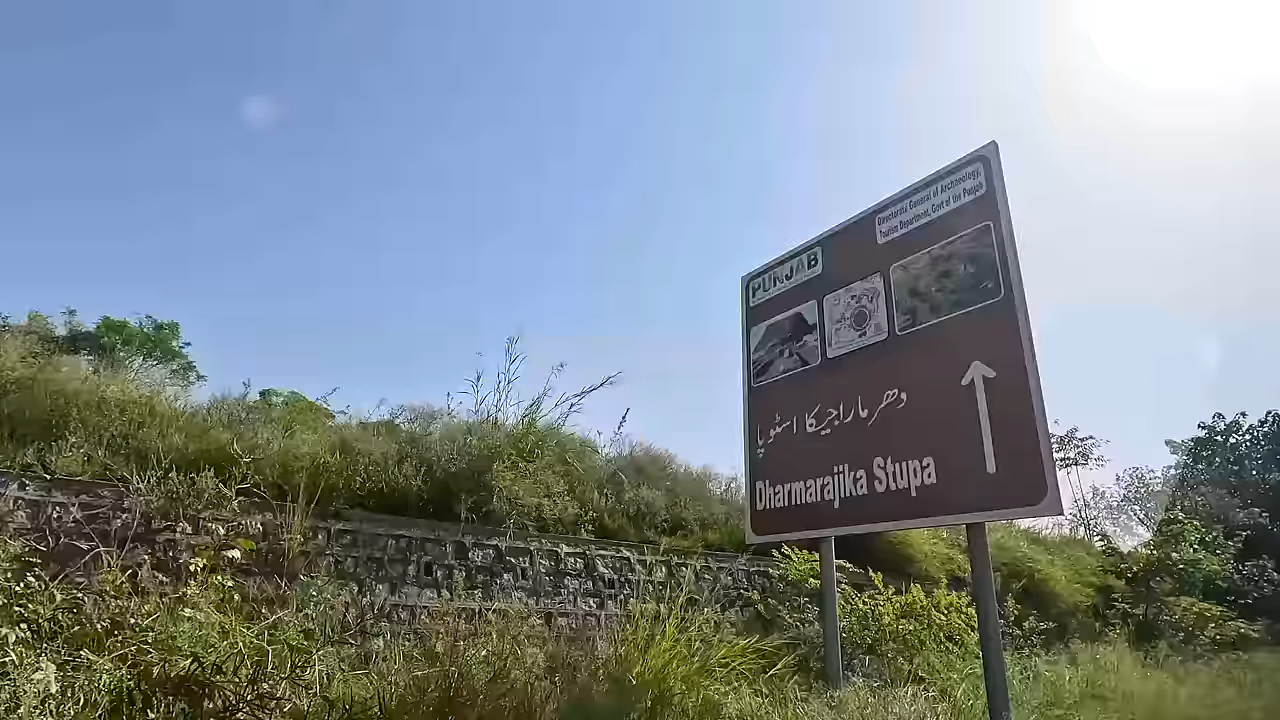 Directorate General of Archaeology,
Tourism Department, Govt of the Punjab
PUNJAB
دھرماراجیکا اسٹوپا
Dharmarajika Stupa